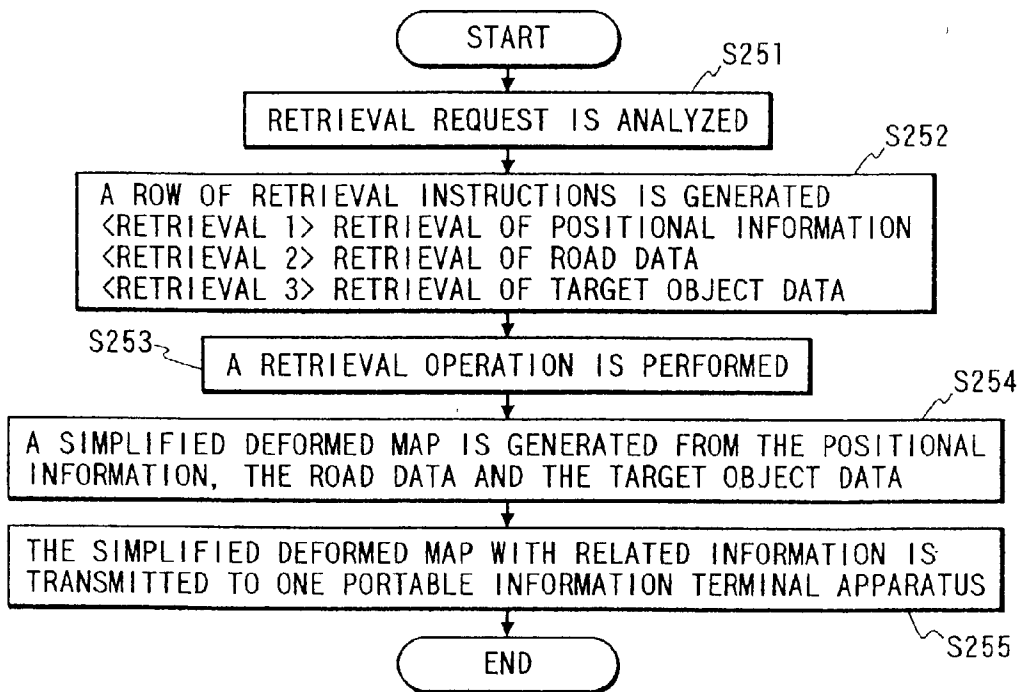 START
S251
RETRIEVAL REQUEST IS ANALYZED
S252
A ROW OF RETRIEVAL INSTRUCTIONS IS GENERATED
<RETRIEVAL 1> RETRIEVAL OF POSITIONAL INFORMATION
<RETRIEVAL 2> RETRIEVAL OF ROAD DATA
<RETRIEVAL 3> RETRIEVAL OF TARGET OBJECT DATA
S253
A RETRIEVAL OPERATION IS PERFORMED
S254
A SIMPLIFIED DEFORMED MAP IS GENERATED FROM THE POSITIONAL
INFORMATION, THE ROAD DATA AND THE TARGET OBJECT DATA
THE SIMPLIFIED DEFORMED MAP WITH RELATED INFORMATION IS
TRANSMITTED TO ONE PORTABLE INFORMATION TERMINAL APPARATUS
S255
END